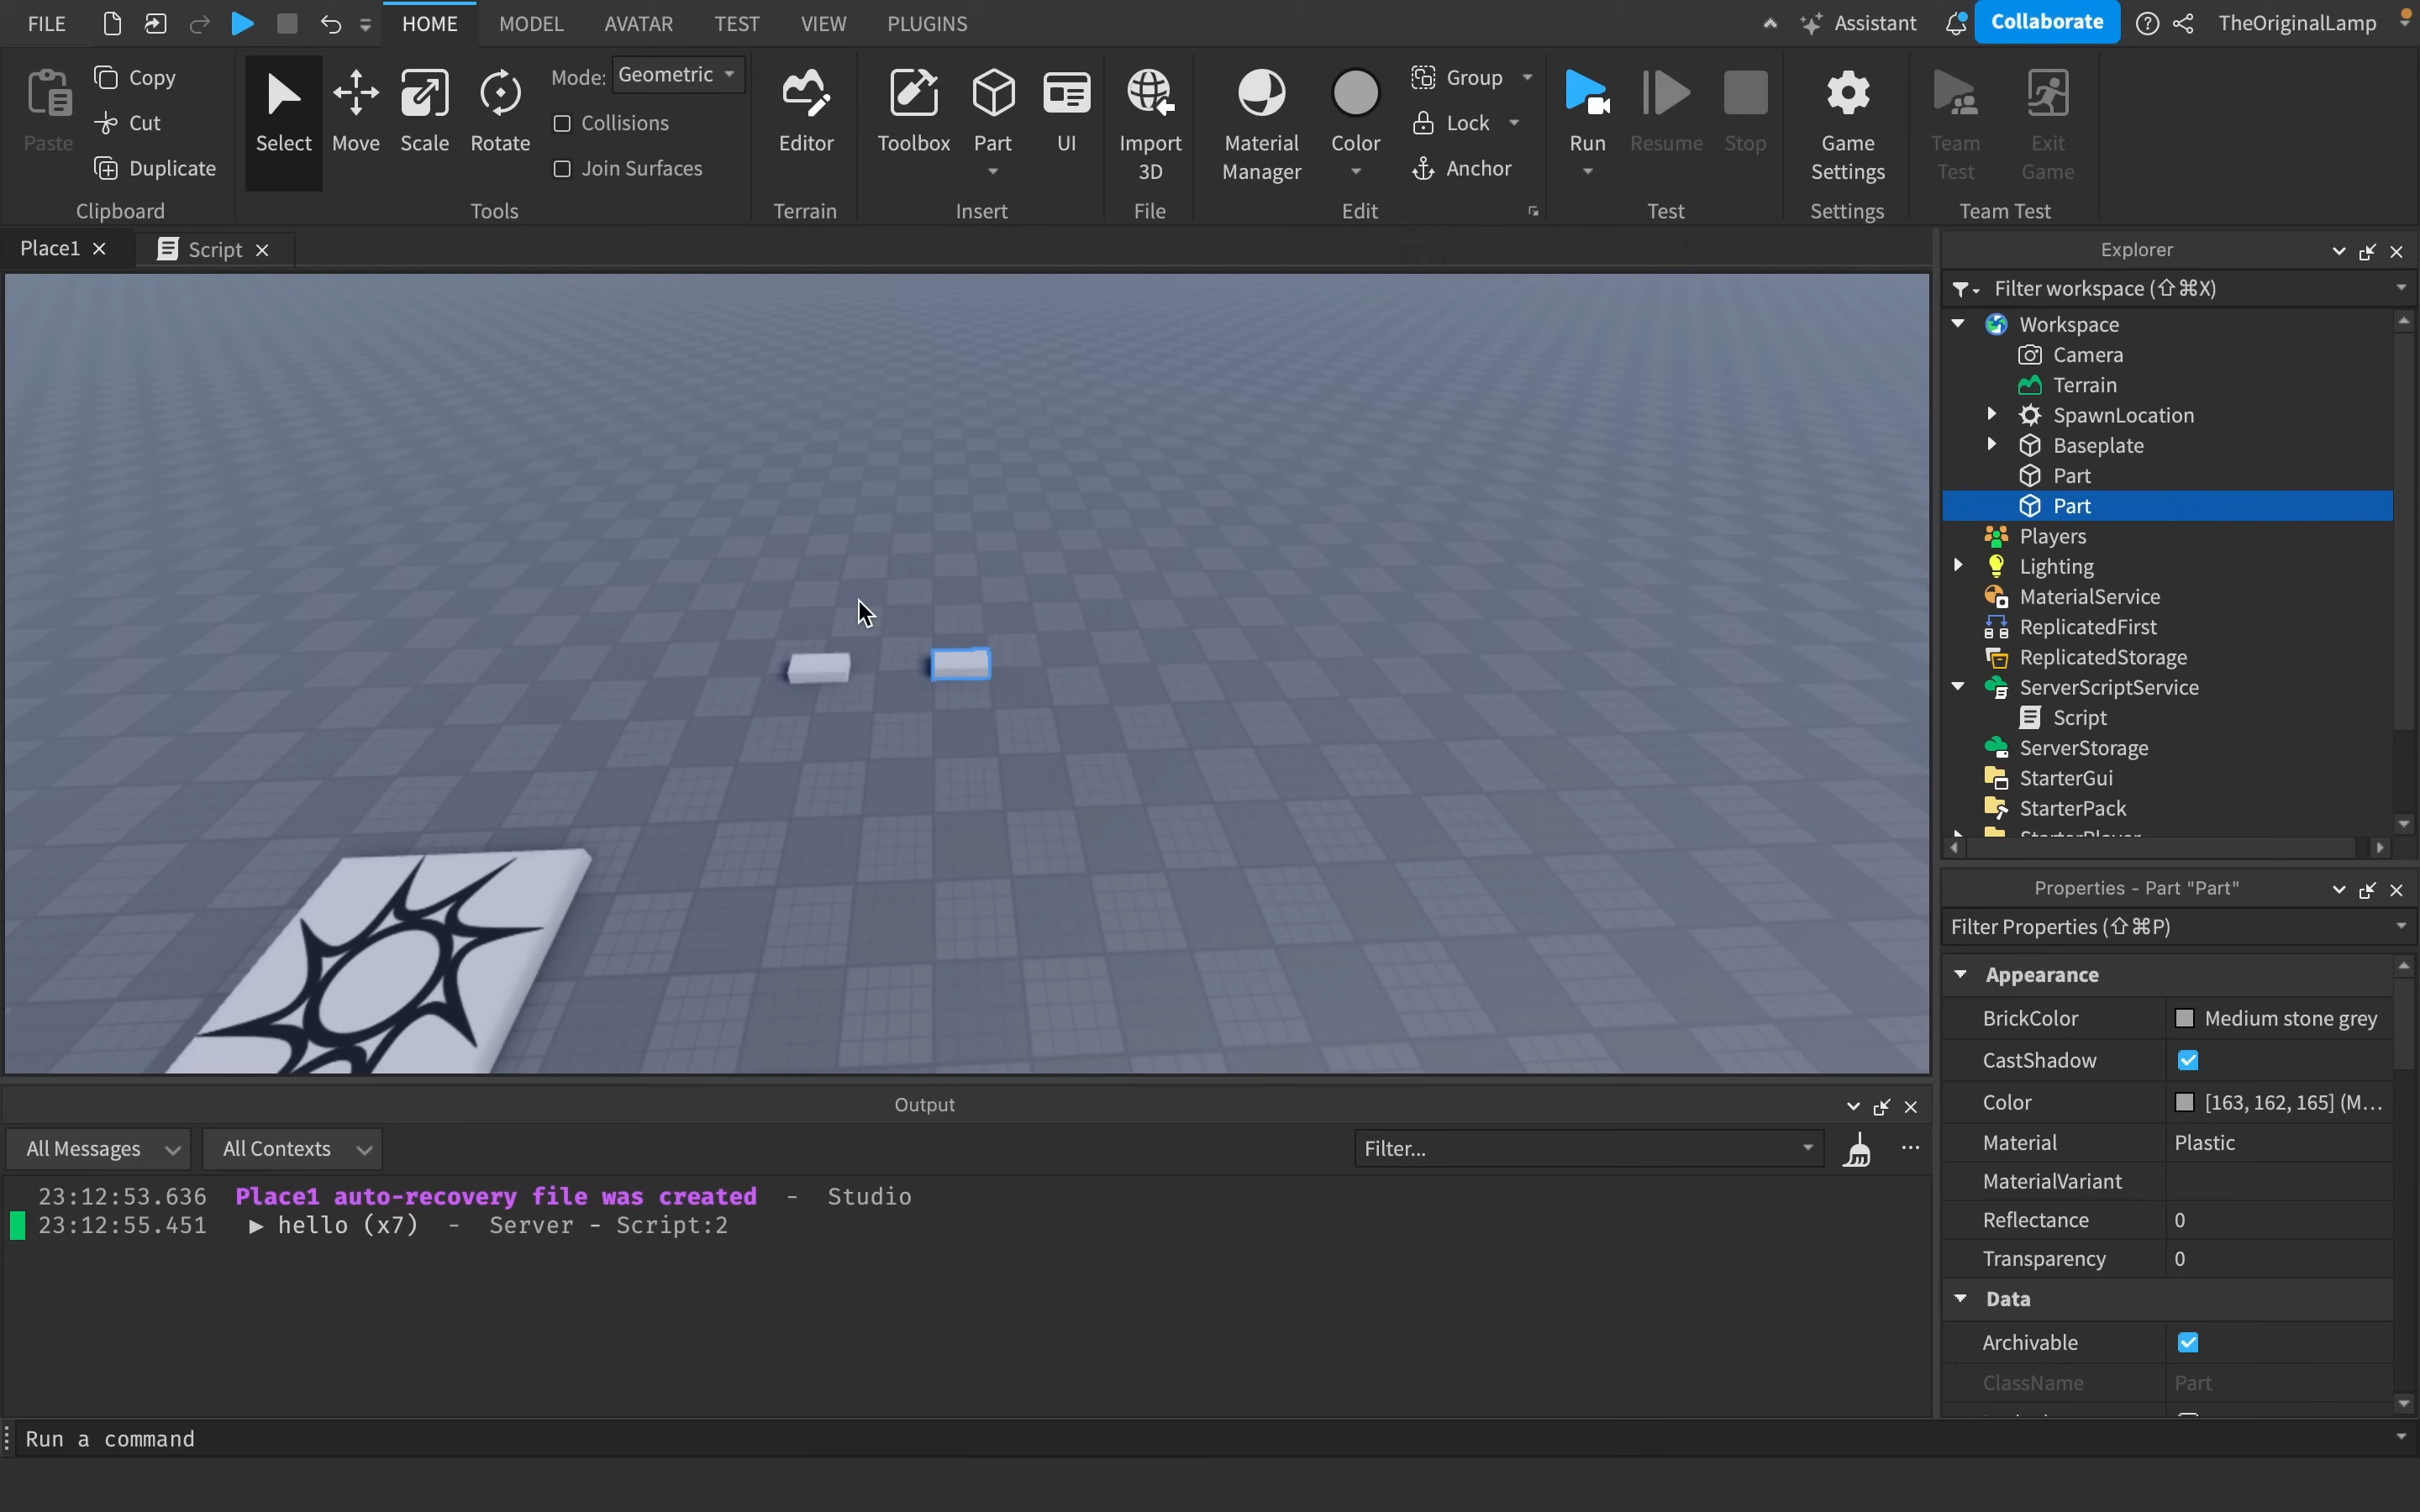 FILE
HOME
MODEL
AVATAR
TEST
VIEW
PLUGINS
Assistant
Collaborate
TheOriginalLamp
Paste
Copy
Cut
Duplicate
Clipboard
Select
Move
Scale
Rotate
Mode: Geometric
Collisions
Join Surfaces
Tools
Editor
Terrain
Toolbox
Part
UI
Insert
Import
3D
File
Material
Manager
Color
Group
Lock
Anchor
Edit
Run
Resume
Stop
Test
Game
Settings
Settings
Team
Test
Exit
Game
Team Test
Place1
Script
Explorer
Filter workspace (⇧⌘X)
Workspace
Camera
Terrain
SpawnLocation
Baseplate
Part
Part
Players
Lighting
MaterialService
ReplicatedFirst
ReplicatedStorage
ServerScriptService
Script
ServerStorage
StarterGui
StarterPack
StarterPlayer
Properties - Part "Part"
Filter Properties (⇧⌘P)
Appearance
BrickColor Medium stone grey
CastShadow
Color [163, 162, 165] (M...
Material Plastic
MaterialVariant
Reflectance 0
Transparency 0
Data
Archivable
ClassName Part
Output
All Messages
All Contexts
Filter...
23:12:53.636 Place1 auto-recovery file was created - Studio
23:12:55.451 ▶ hello (x7) - Server - Script:2
Run a command